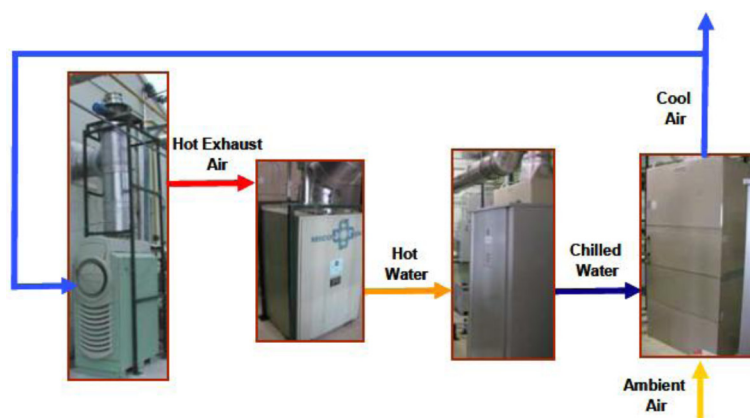 Cool
Air
Hot Exhaust
Air
Hot
Water
Chilled
Water
Ambient
Air